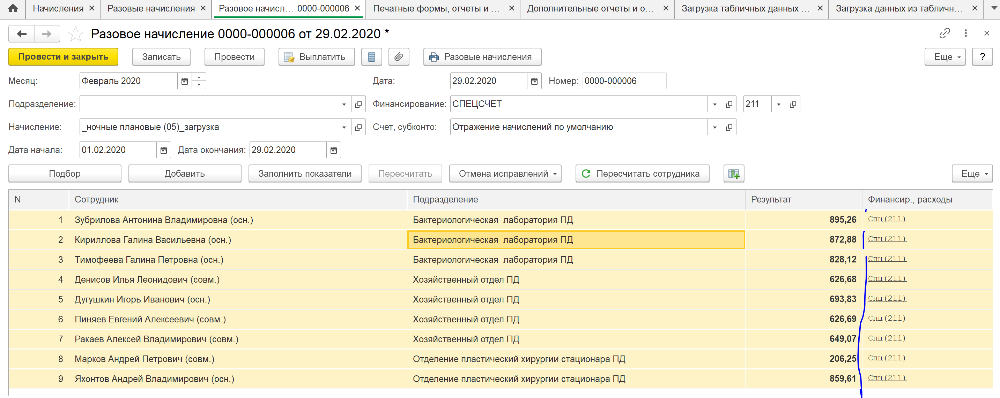 Начисления Разовые начисления Разовое начисл... 0000-000006 Печатные формы, отчеты и ... Дополнительные отчеты и о... Загрузка табличных данных ... Загрузка данных из табличн...
Разовое начисление 0000-000006 от 29.02.2020 *
Провести и закрыть Записать Провести Выплатить Разовые начисления Еще ?
Месяц: Февраль 2020 Дата: 29.02.2020 Номер: 0000-000006
Подразделение: Финансирование: СПЕЦСЧЕТ 211
Начисление: _ночные плановые (05)_загрузка Счет, субконто: Отражение начислений по умолчанию
Дата начала: 01.02.2020 Дата окончания: 29.02.2020
Подбор Добавить Заполнить показатели Пересчитать Отмена исправлений Пересчитать сотрудника Еще
N Сотрудник Подразделение Результат Финансир., расходы
1 Зубрилова Антонина Владимировна (осн.) Бактериологическая лаборатория ПД 895,26 Спц(211)
2 Кириллова Галина Васильевна (осн.) Бактериологическая лаборатория ПД 872,88 Спц(211)
3 Тимофеева Галина Петровна (осн.) Бактериологическая лаборатория ПД 828,12 Спц(211)
4 Денисов Илья Леонидович (совм.) Хозяйственный отдел ПД 626,68 Спц(211)
5 Дугушкин Игорь Иванович (осн.) Хозяйственный отдел ПД 693,83 Спц(211)
6 Пиняев Евгений Алексеевич (совм.) Хозяйственный отдел ПД 626,69 Спц(211)
7 Ракаев Алексей Владимирович (совм.) Хозяйственный отдел ПД 649,07 Спц(211)
8 Марков Андрей Петрович (совм.) Отделение пластический хирургии стационара ПД 206,25 Спц(211)
9 Яхонтов Андрей Владимирович (осн.) Отделение пластический хирургии стационара ПД 859,61 Спц(211)